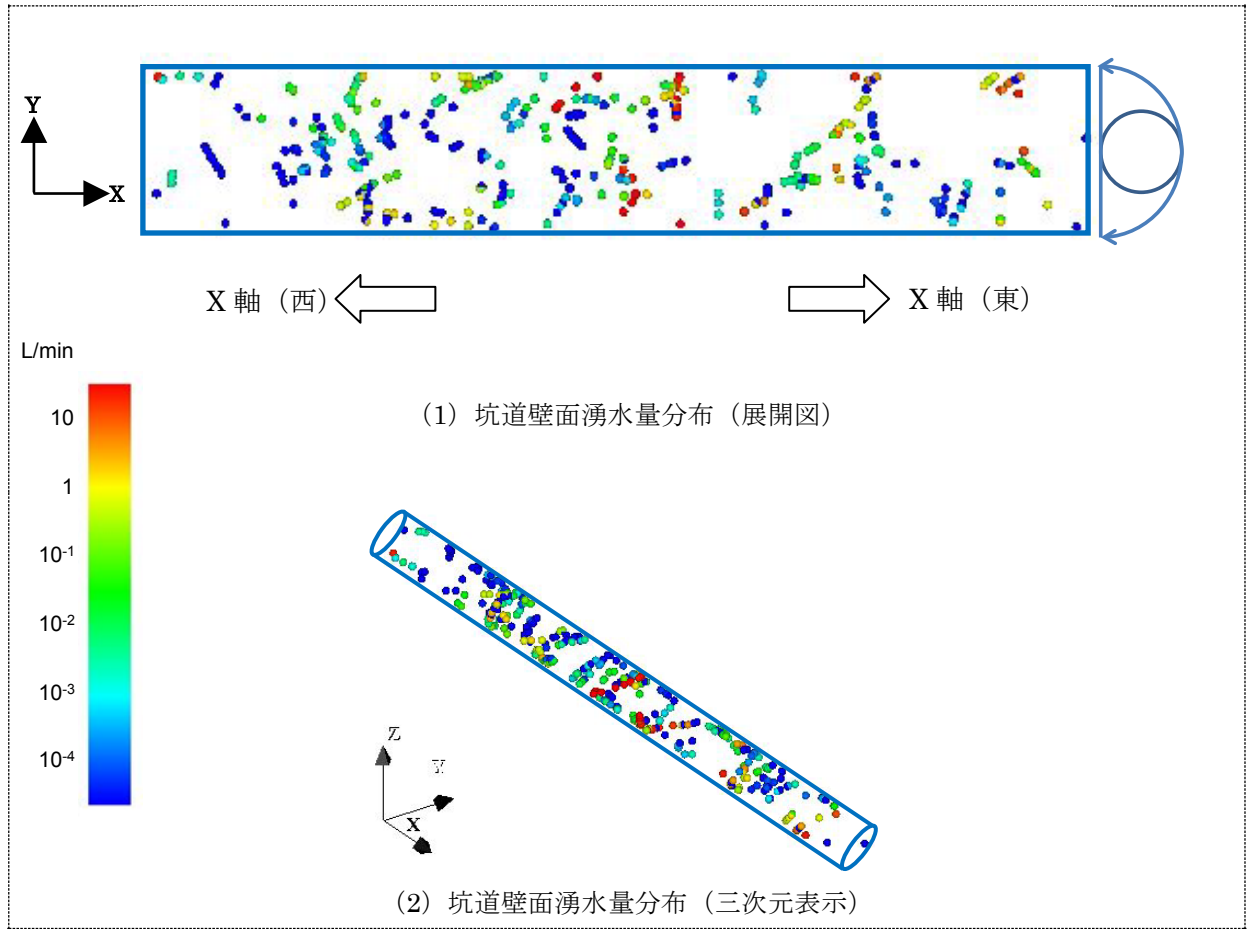 Y
X
X 軸（西）
X 軸（東）
L/min
10
1
10-1
10-2
10-3
10-4
（1）坑道壁面湧水量分布（展開図）
Z
Y
X
（2）坑道壁面湧水量分布（三次元表示）